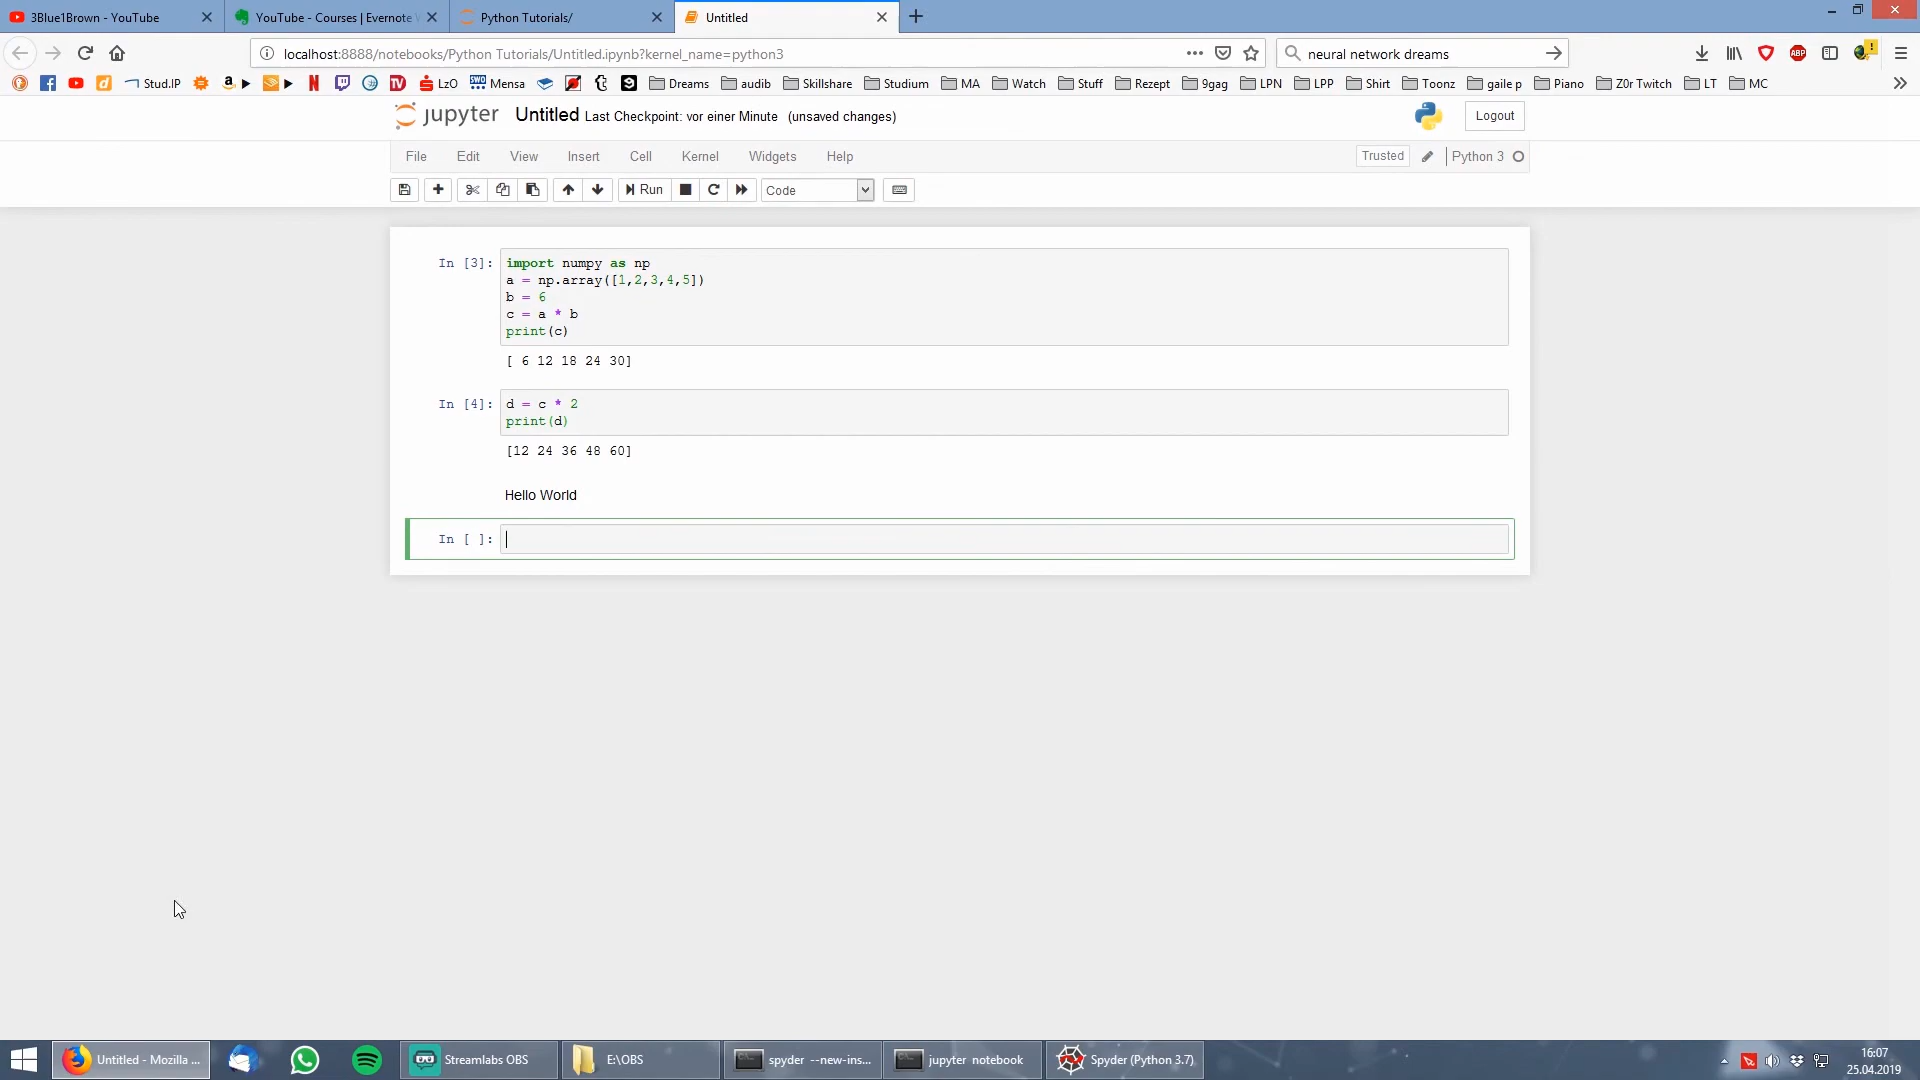 3Blue1Brown - YouTube
YouTube - Courses | Evernote
Python Tutorials/
Untitled
localhost:8888/notebooks/Python Tutorials/Untitled.ipynb?kernel_name=python3
neural network dreams
Stud.IP
LzO
Mensa
Dreams
audib
Skillshare
Studium
MA
Watch
Stuff
Rezept
9gag
LPN
LPP
Shirt
Toonz
gaile p
Piano
Z0r Twitch
LT
MC
jupyter Untitled Last Checkpoint: vor einer Minute (unsaved changes)
Logout
File Edit View Insert Cell Kernel Widgets Help
Trusted
Python 3
Run
Code
In [3]: import numpy as np
a = np.array([1,2,3,4,5])
b = 6
c = a * b
print(c)
[ 6 12 18 24 30]
In [4]: d = c * 2
print(d)
[12 24 36 48 60]
Hello World
In [ ]:
Untitled - Mozilla ...
Streamlabs OBS
E:\OBS
spyder --new-ins...
jupyter notebook
Spyder (Python 3.7)
16:07
25.04.2019